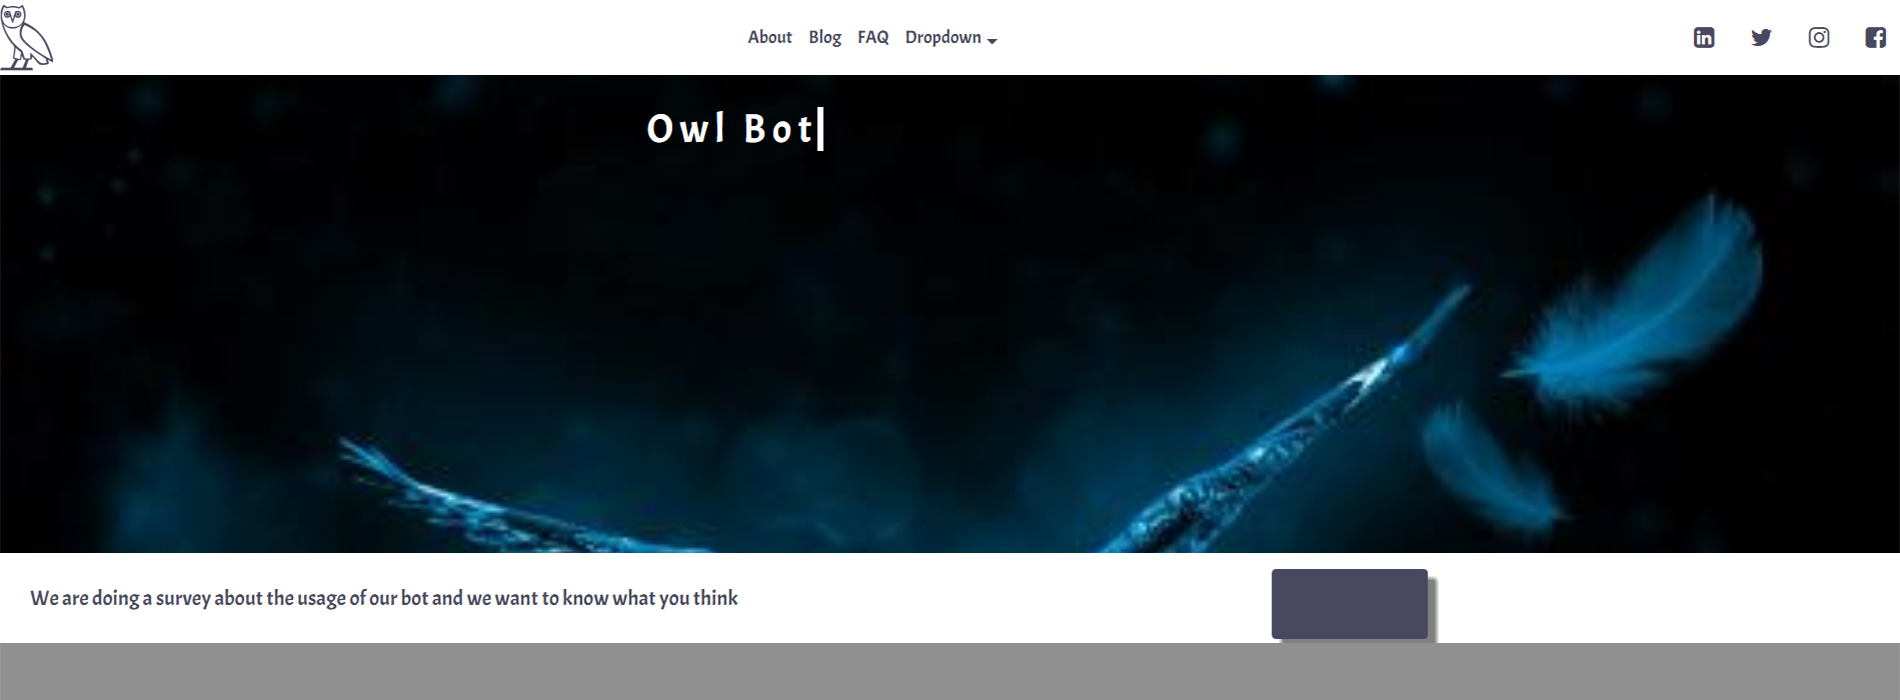 About Blog FAQ Dropdown
Owl Bot
We are doing a survey about the usage of our bot and we want to know what you think